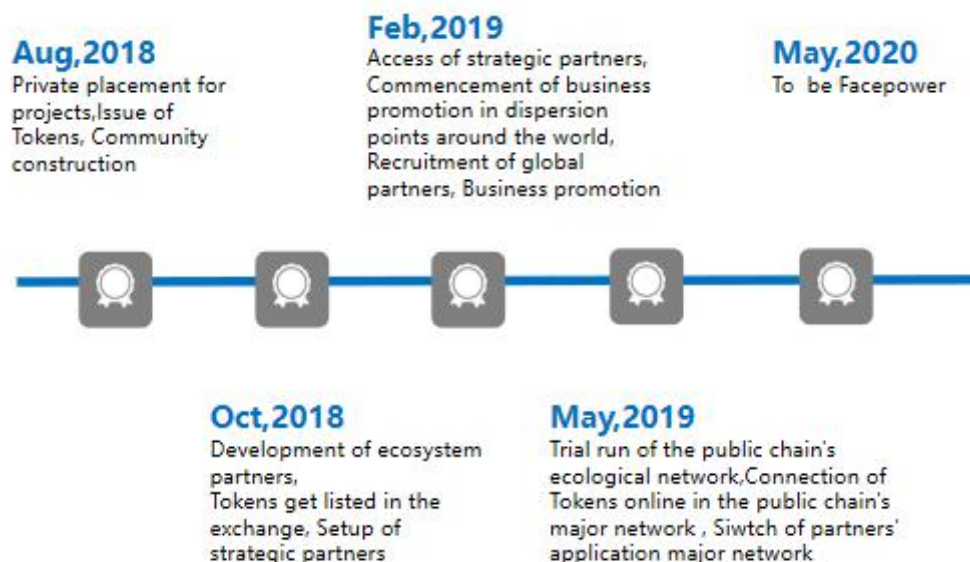 Aug,2018
Private placement for
projects,Issue of
Tokens, Community
construction
Feb,2019
Access of strategic partners,
Commencement of business
promotion in dispersion
points around the world,
Recruitment of global
partners, Business promotion
May,2020
To be Facepower
Oct,2018
Development of ecosystem
partners,
Tokens get listed in the
exchange, Setup of
strategic partners
May,2019
Trial run of the public chain's
ecological network,Connection of
Tokens online in the public chain's
major network , Siwtch of partners'
application major network